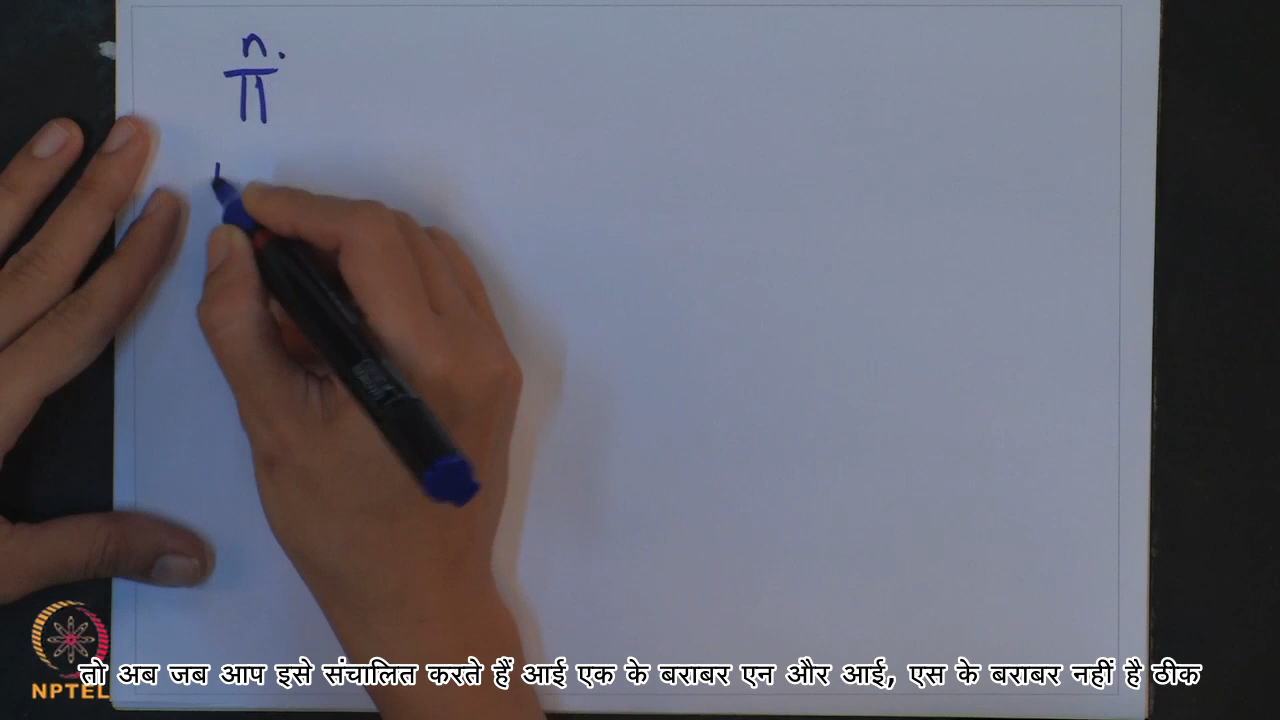 n.
∏
NPTEL
तो अब जब आप इसे संचालित करते हैं आई एक के बराबर एन और आई, एस के बराबर नहीं है ठीक